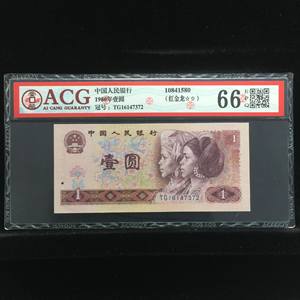 ACG
AI CANG GUARANTY
中国人民银行
1980年壹圆
冠号: TG16147372
10841580
(红金龙☆☆)
66
EPQ
中国人民银行
1
壹圆
1
1
TG16147372